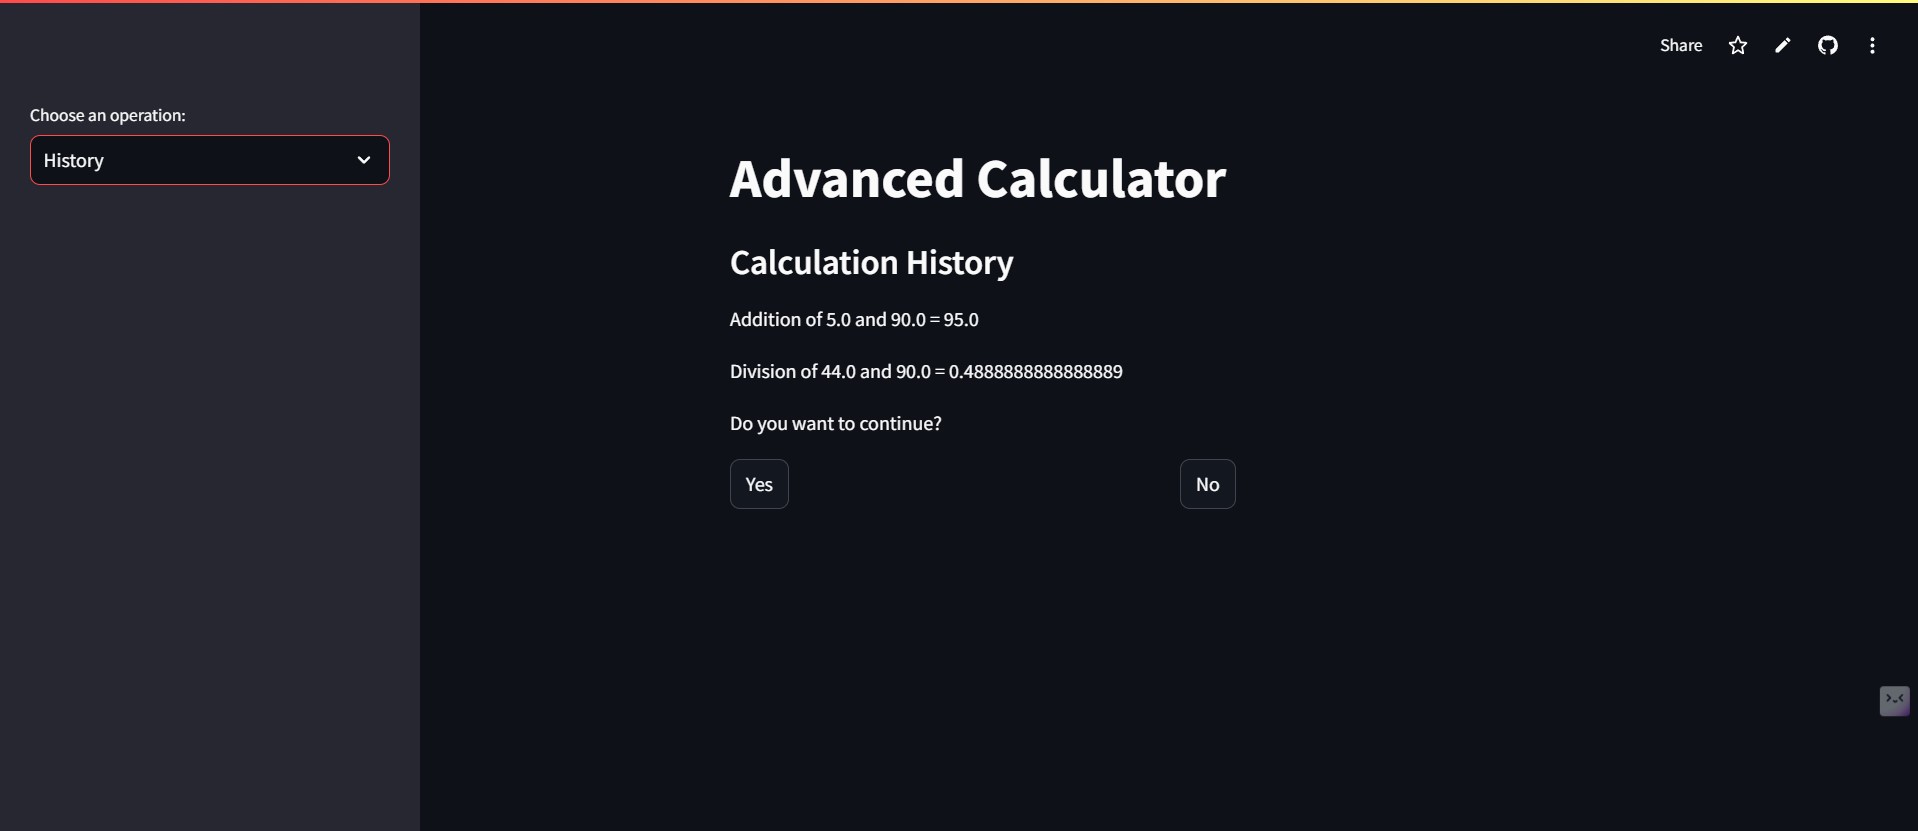 Share
Choose an operation:
History
Advanced Calculator
Calculation History
Addition of 5.0 and 90.0 = 95.0
Division of 44.0 and 90.0 = 0.4888888888888889
Do you want to continue?
Yes
No